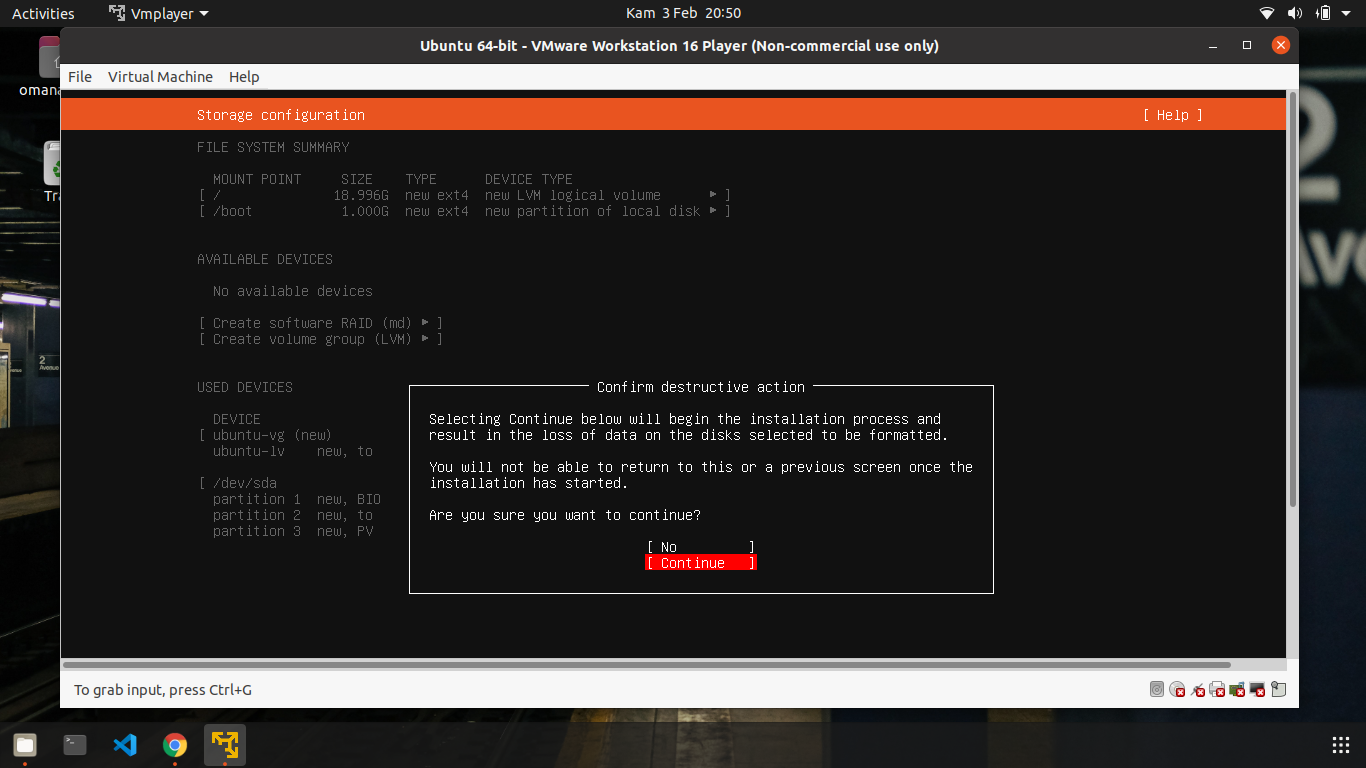 Activities Vmplayer Kam 3 Feb 20:50
Ubuntu 64-bit - VMware Workstation 16 Player (Non-commercial use only)
File Virtual Machine Help
Storage configuration [ Help ]
FILE SYSTEM SUMMARY
MOUNT POINT SIZE TYPE DEVICE TYPE
[ / 18.996G new ext4 new LVM logical volume ▸ ]
[ /boot 1.000G new ext4 new partition of local disk ▸ ]
AVAILABLE DEVICES
No available devices
[ Create software RAID (md) ▸ ]
[ Create volume group (LVM) ▸ ]
USED DEVICES
DEVICE
[ ubuntu-vg (new)
ubuntu-lv new, to
[ /dev/sda
partition 1 new, BIO
partition 2 new, to
partition 3 new, PV
Confirm destructive action
Selecting Continue below will begin the installation process and
result in the loss of data on the disks selected to be formatted.
You will not be able to return to this or a previous screen once the
installation has started.
Are you sure you want to continue?
[ No ]
[ Continue ]
To grab input, press Ctrl+G
omana
Tra
2
Avenue
2
Avenue